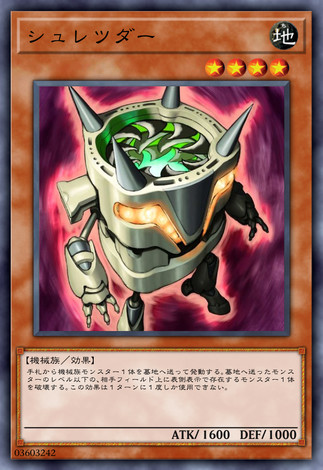 シュレツダー
地
【機械族／効果】
手札から機械族モンスター１体を墓地へ送って発動する。墓地へ送ったモン
スターのレベル以下の、相手フィールド上に表側表示で存在するモンスター１体
を破壊する。この効果は１ターンに１度しか使用できない。
ATK/ 1600 DEF/1000
03603242